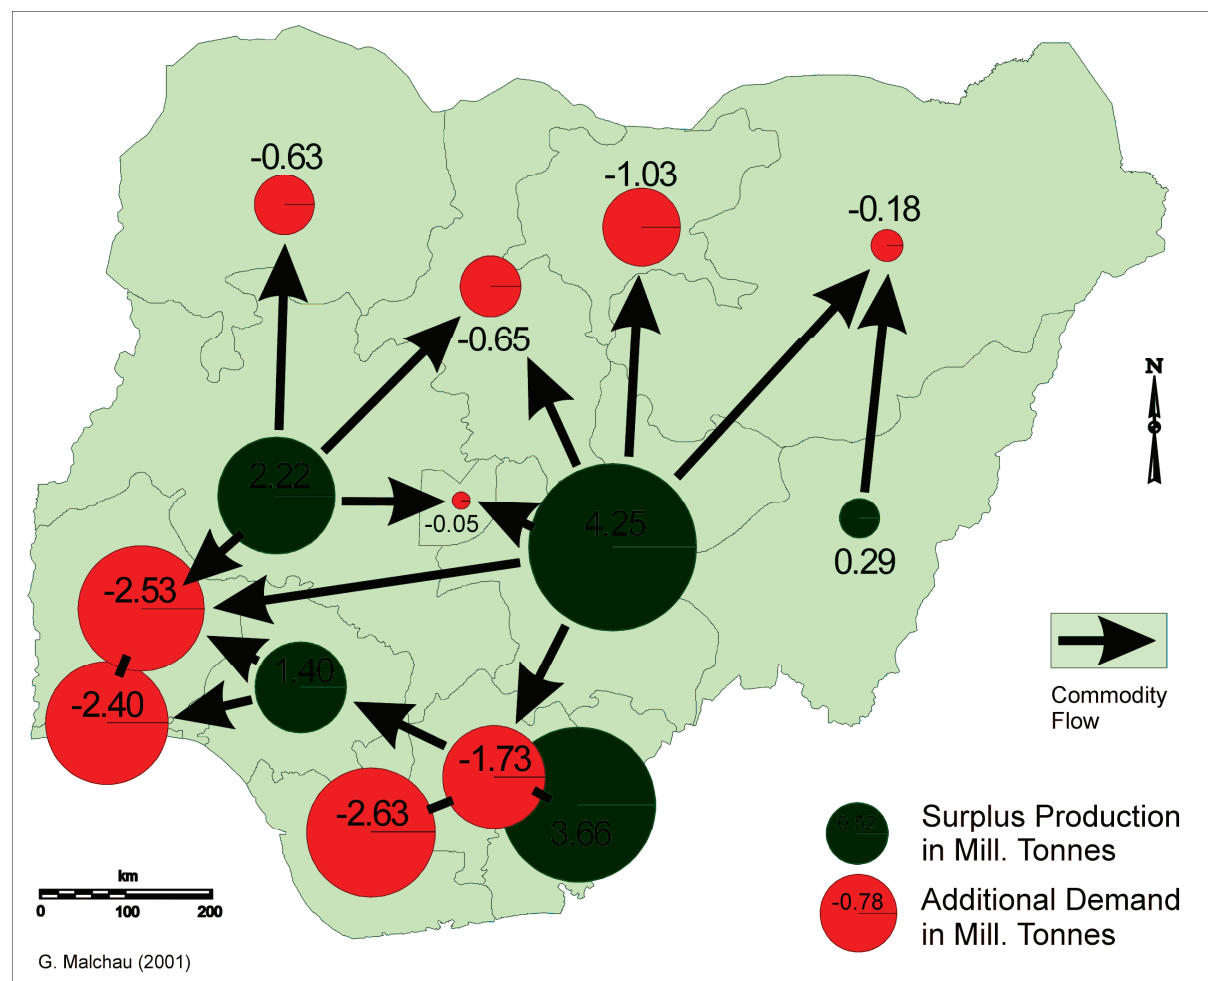 -0.63
-1.03
-0.18
-0.65
N
2.22
-0.05
4.25
0.29
-2.53
1.40
-2.40
Commodity
Flow
-1.73
-2.63
3.66
Surplus Production
in Mill. Tonnes
-0.78
Additional Demand
in Mill. Tonnes
km
0 100 200
G. Malchau (2001)